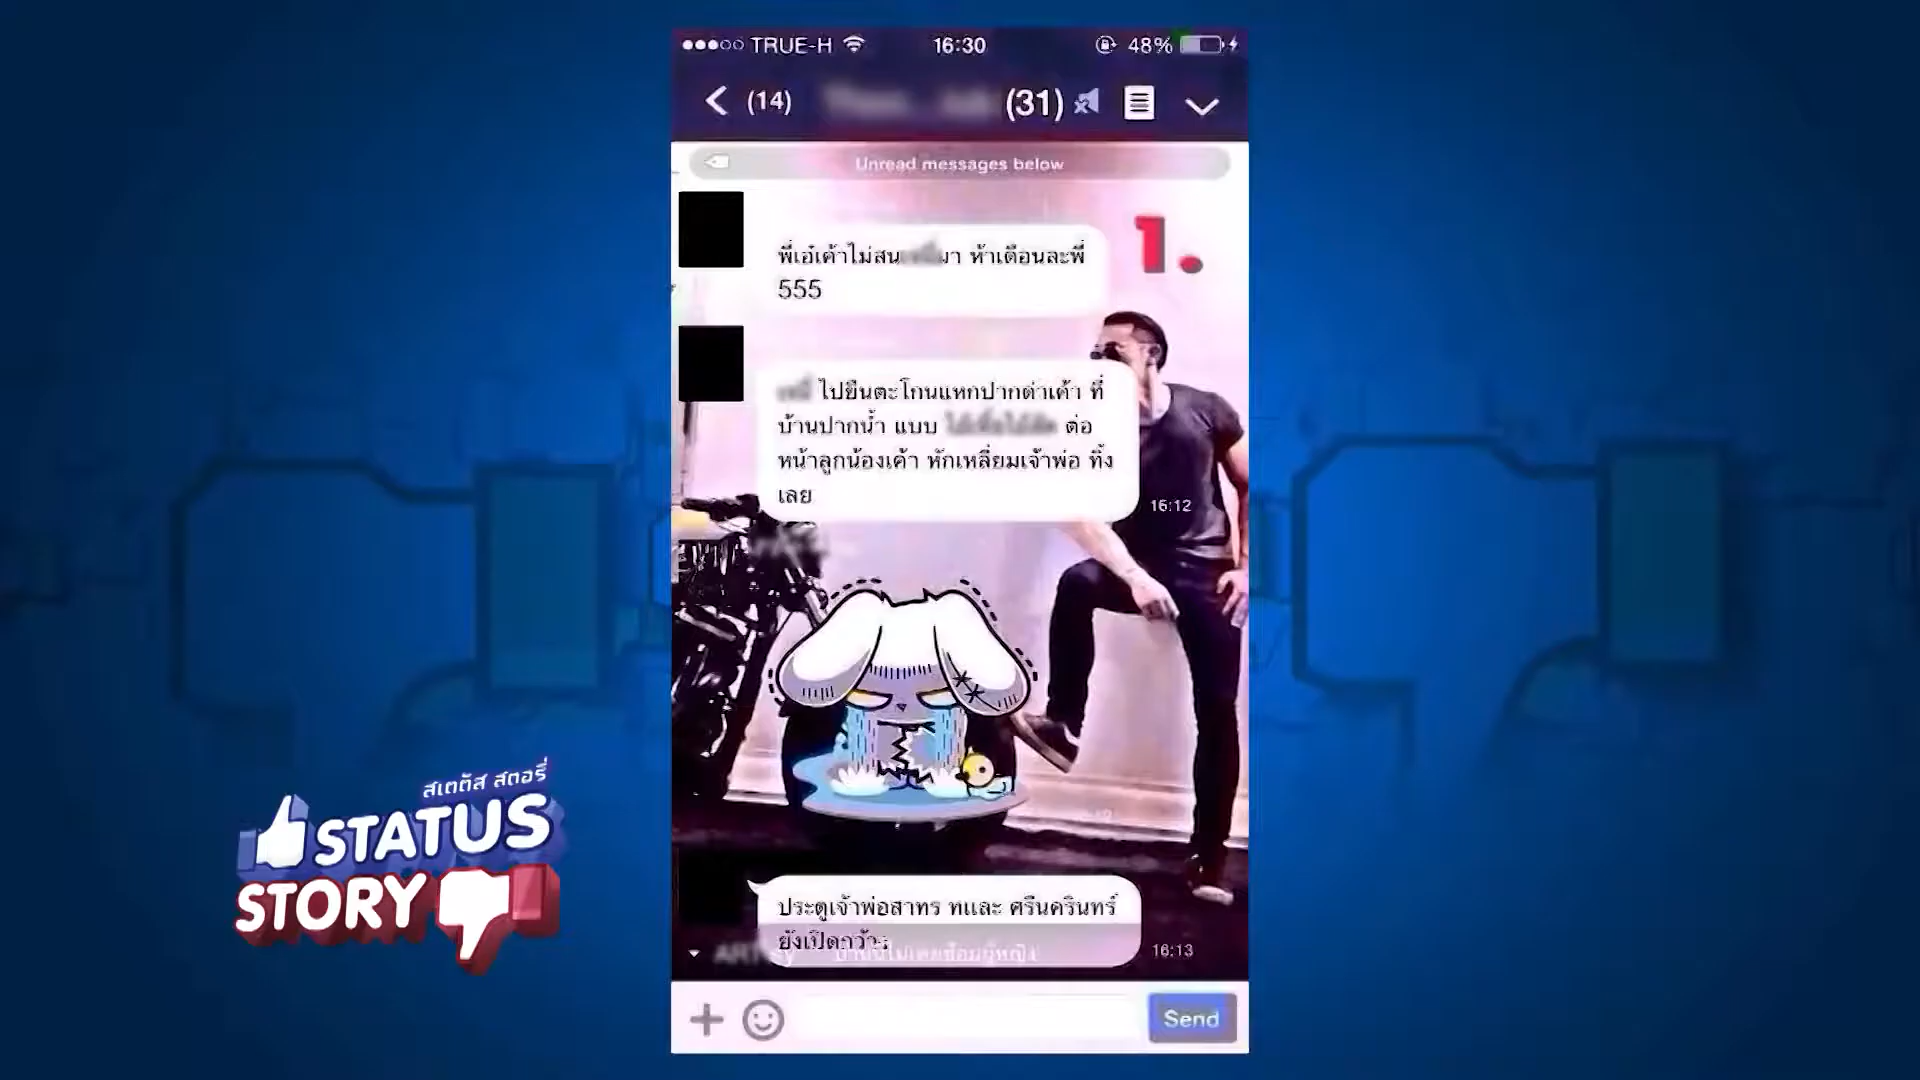 TRUE-H
16:30
48%
(14)
(31)
Unread messages below
1.
พี่เอ๋เค้าไม่สน มา ห้าเดือนละพี่
555
ไปยืนตะโกนแหกปากด่าเค้า ที่
บ้านปากน้ำ แบบ ต่อ
หน้าลูกน้องเค้า หักเหลี่ยมเจ้าพ่อ ทิ้ง
เลย
16:12
ประตูเจ้าพ่อสาทร ทและ ศรีนครินทร์
ยังเปิดกว้าง
16:13
Send
สเตตัส สตอรี่
STATUS
STORY